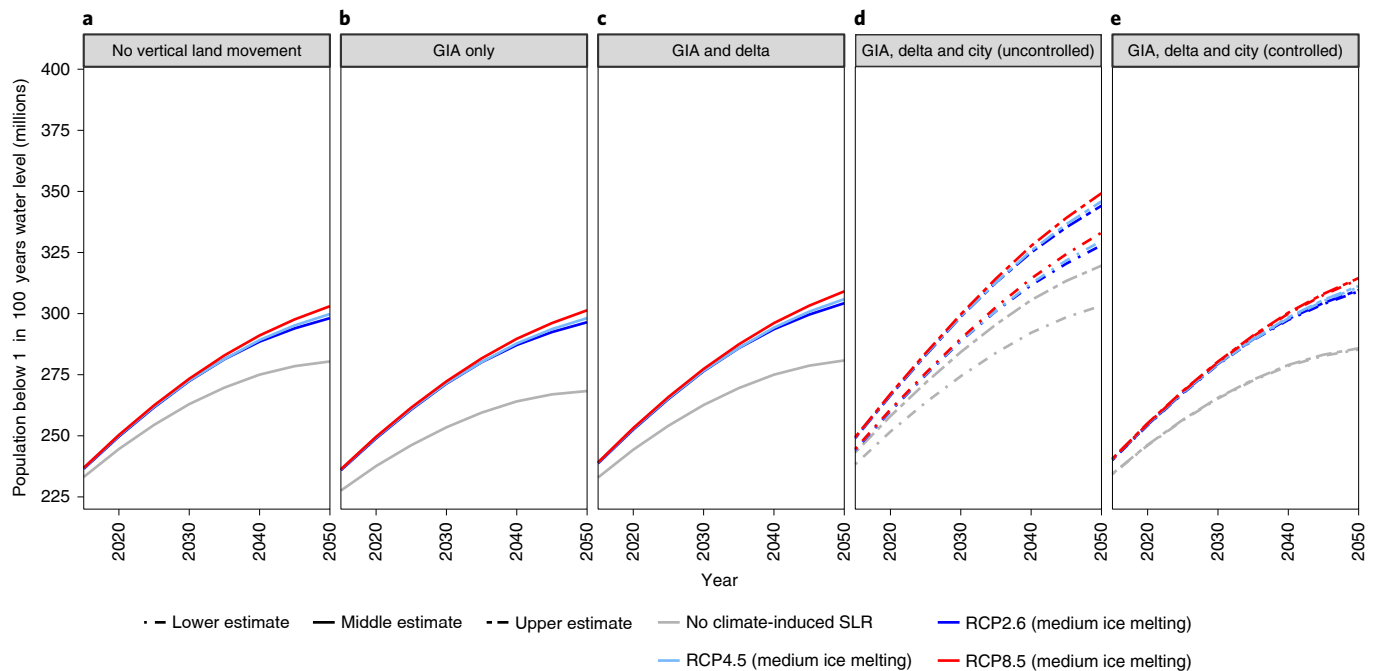 a b c d e
No vertical land movement GIA only GIA and delta GIA, delta and city (uncontrolled) GIA, delta and city (controlled)
Population below 1 in 100 years water level (millions)
400
375
350
325
300
275
250
225
2020 2030 2040 2050 2020 2030 2040 2050 2020 2030 2040 2050 2020 2030 2040 2050 2020 2030 2040 2050
Year
Lower estimate Middle estimate Upper estimate No climate-induced SLR RCP2.6 (medium ice melting)
RCP4.5 (medium ice melting) RCP8.5 (medium ice melting)